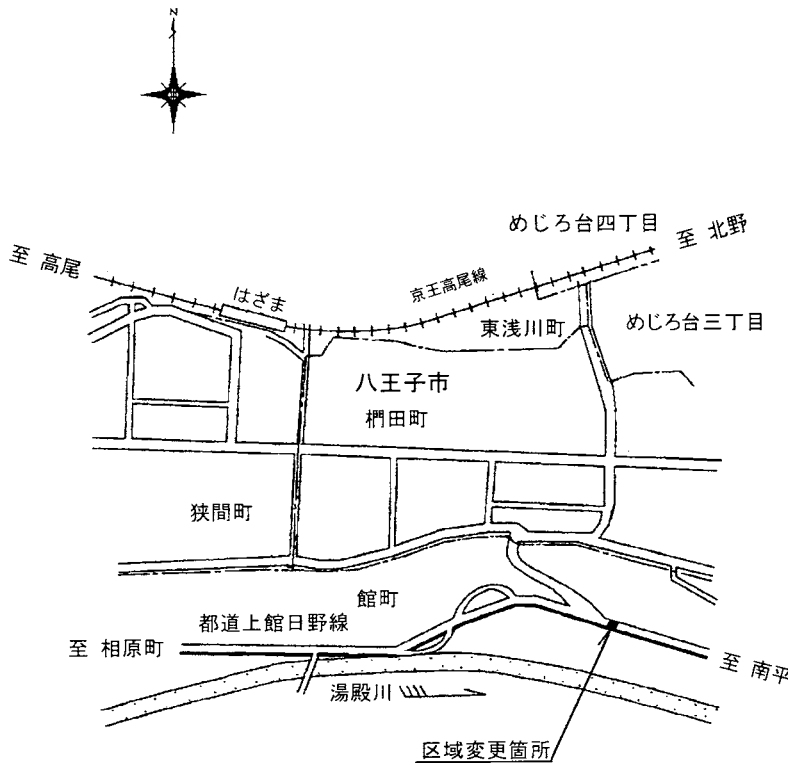 N
めじろ台四丁目
至 北野
至 高尾
はざま
京王高尾線
東浅川町
めじろ台三丁目
八王子市
椚田町
狭間町
館町
都道上館日野線
至 相原町
至 南平
湯殿川
区域変更箇所